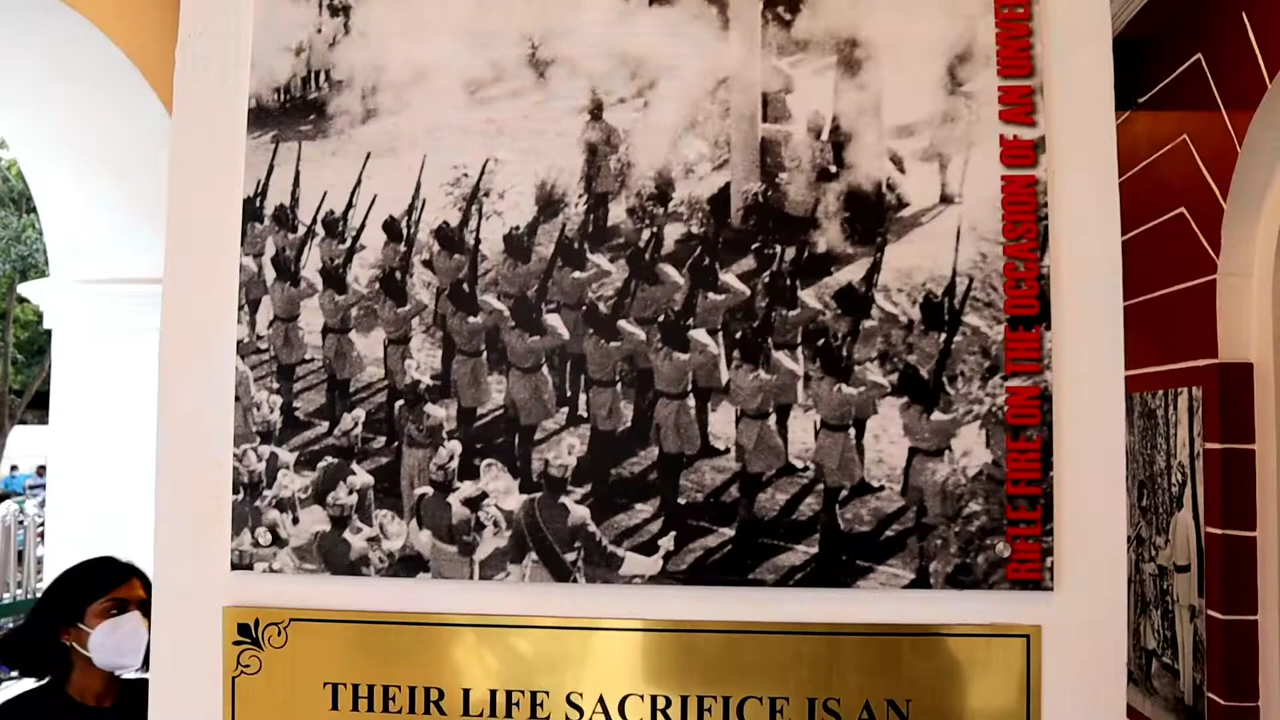 RIFLE FIRE ON THE OCCASION OF AN
THEIR LIFE SACRIFICE IS AN